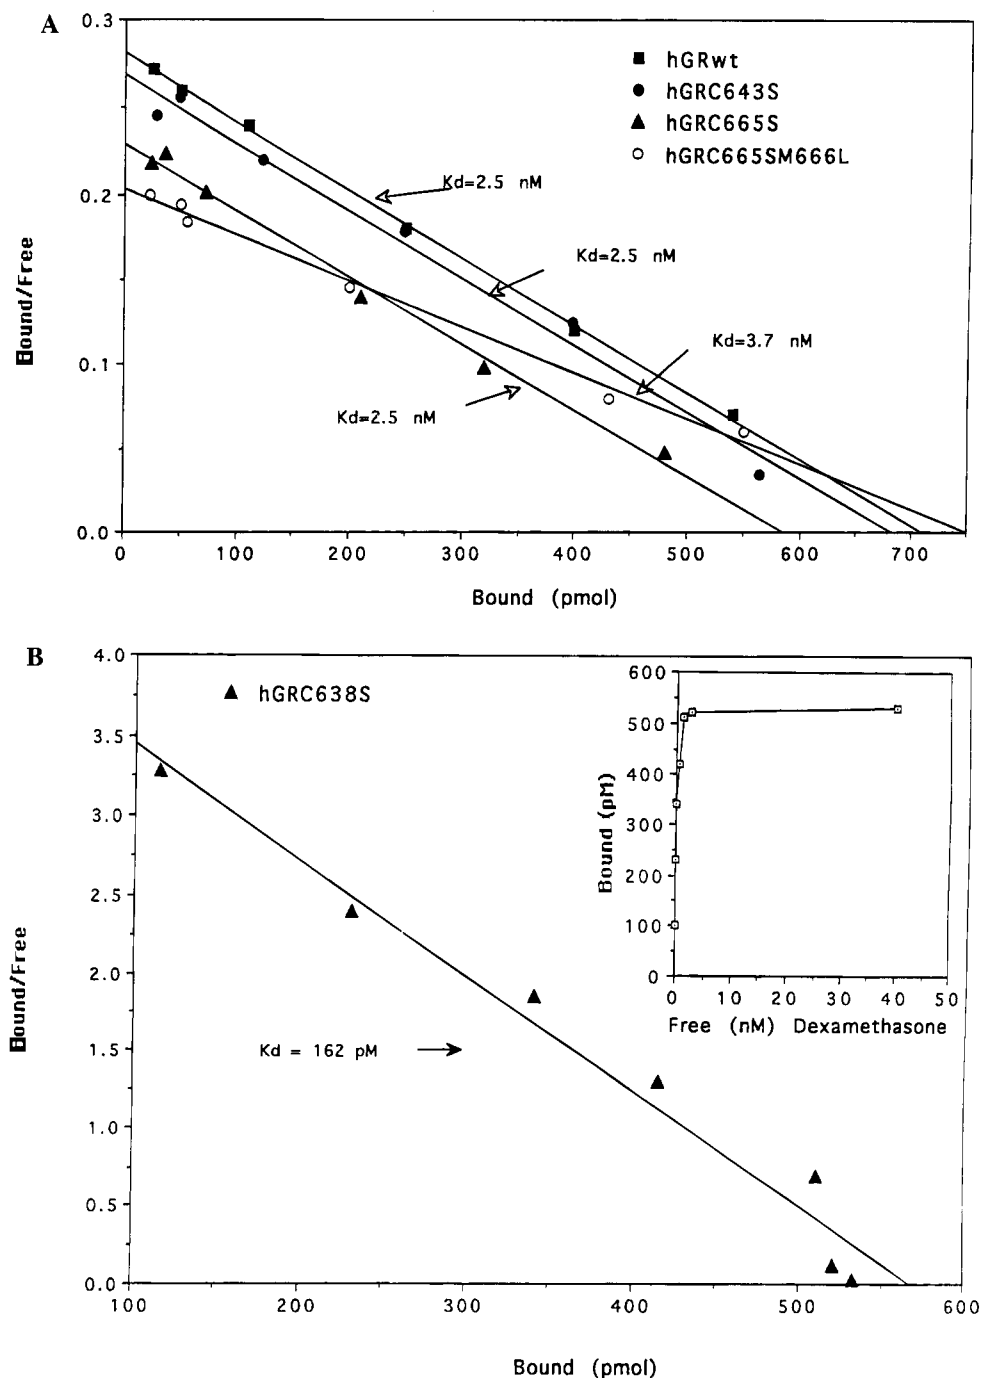 A
0.3
0.2
0.1
0.0
Bound/Free
hGRwt
hGRC643S
hGRC665S
hGRC665SM666L
Kd=2.5 nM
Kd=2.5 nM
Kd=3.7 nM
Kd=2.5 nM
0 100 200 300 400 500 600 700
Bound (pmol)
B
4.0
3.5
3.0
2.5
2.0
1.5
1.0
0.5
0.0
Bound/Free
hGRC638S
Kd = 162 pM
600
500
400
300
200
100
0
Bound (pM)
0 10 20 30 40 50
Free (nM) Dexamethasone
100 200 300 400 500 600
Bound (pmol)